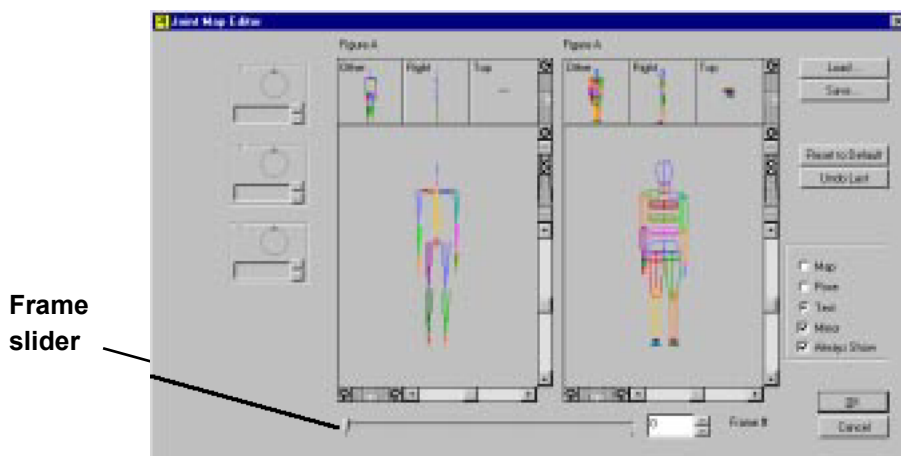 Joint Map Editor
Figure A
Figure A
Other Right Top
Other Right Top
Load...
Save...
Reset to Default
Undo Last
Map
Pose
Test
Mirror
Always Show
Frame
slider
0 Frame #
OK
Cancel